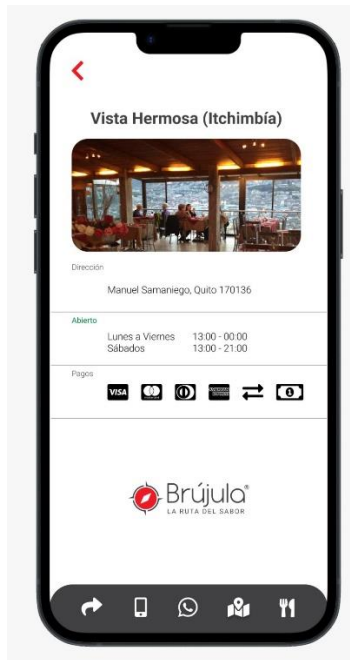 Vista Hermosa (Itchimbía)
Dirección
Manuel Samaniego, Quito 170136
Abierto
Lunes a Viernes 13:00 - 00:00
Sábados 13:00 - 21:00
Pagos
VISA
Brújula®
LA RUTA DEL SABOR